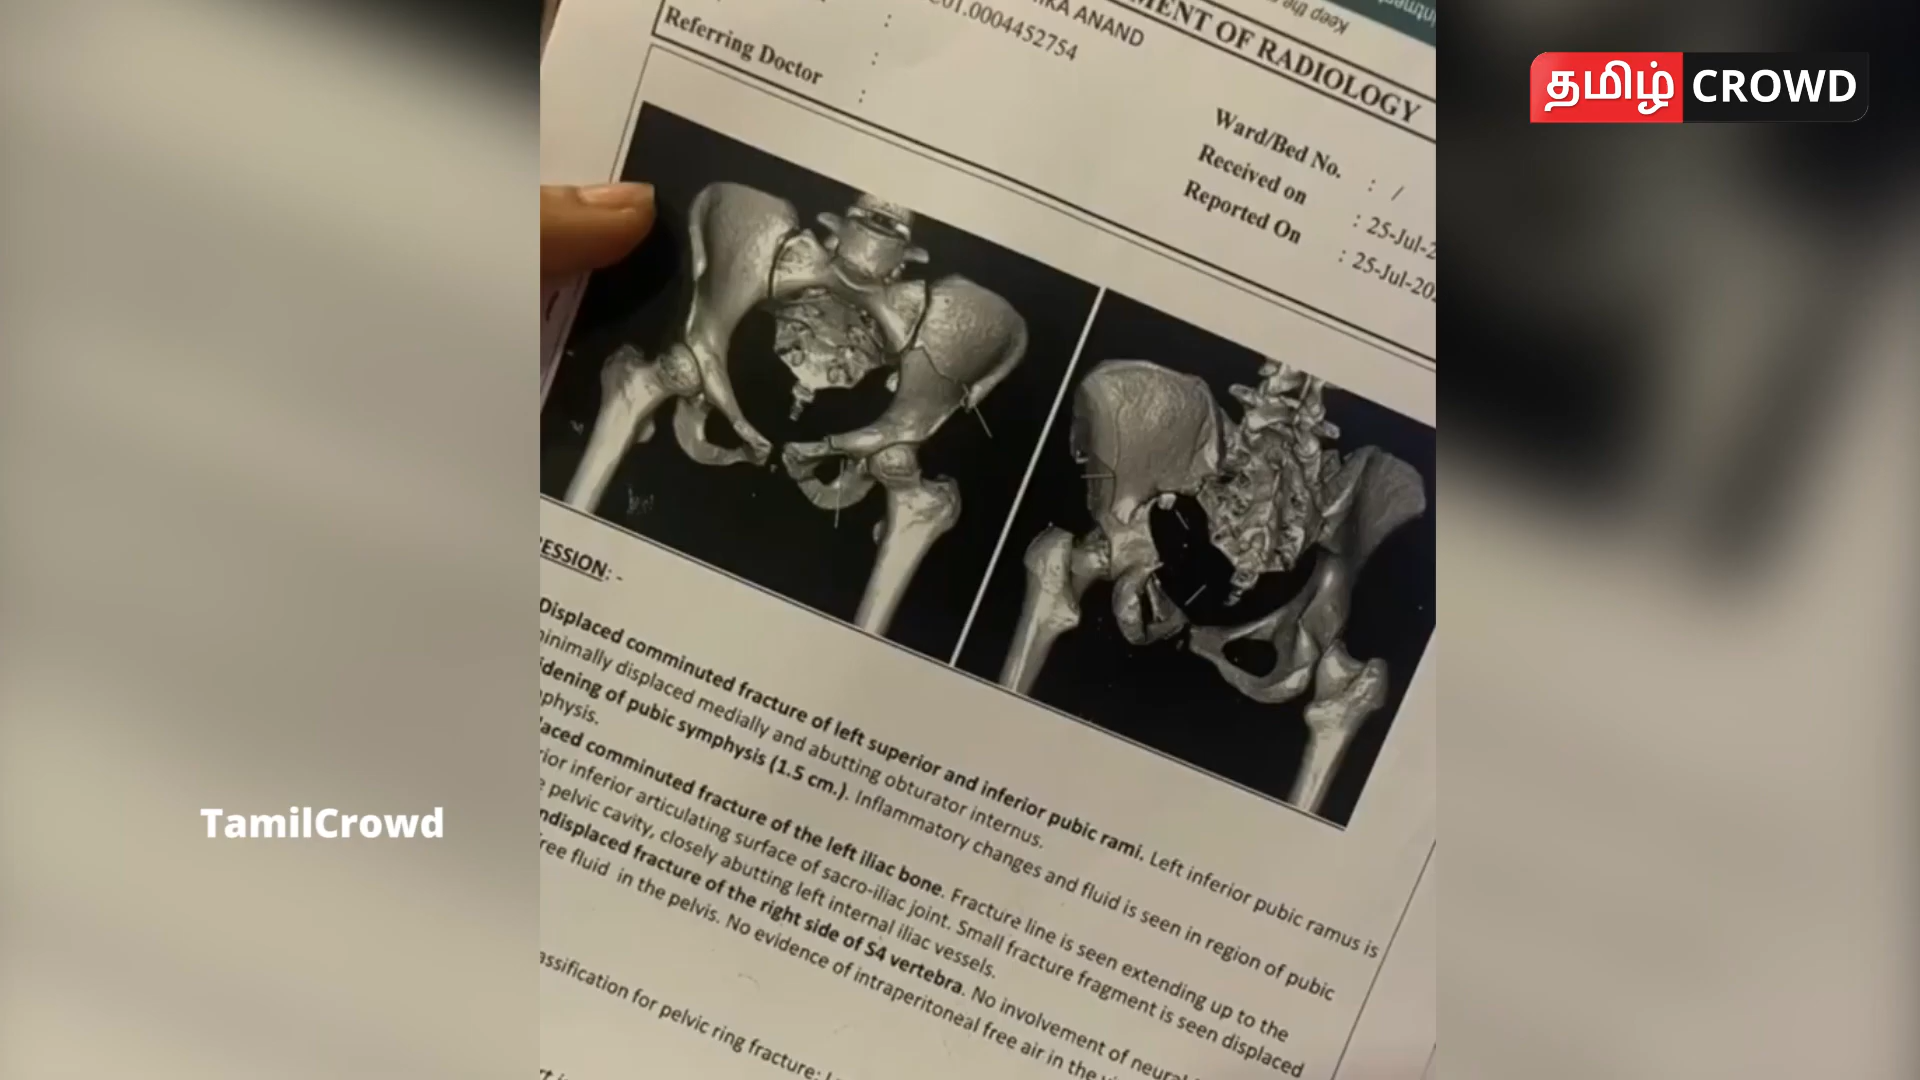 MENT OF RADIOLOGY
Keep the
KA ANAND
C01.0004452754
Referring Doctor :
Ward/Bed No. : /
Received on : 25-Jul-2
Reported On : 25-Jul-20
தமிழ் CROWD
ESSION: -
Displaced comminuted fracture of left superior and inferior pubic rami. Left inferior pubic ramus is
minimally displaced medially and abutting obturator internus.
idening of pubic symphysis (1.5 cm.). Inflammatory changes and fluid is seen in region of pubic
physis.
laced comminuted fracture of the left iliac bone. Fracture line is seen extending up to the
rior inferior articulating surface of sacro-iliac joint. Small fracture fragment is seen displaced
e pelvic cavity, closely abutting left internal iliac vessels.
ndisplaced fracture of the right side of S4 vertebra. No involvement of neural
ree fluid in the pelvis. No evidence of intraperitoneal free air in the
assification for pelvic ring fracture:
TamilCrowd